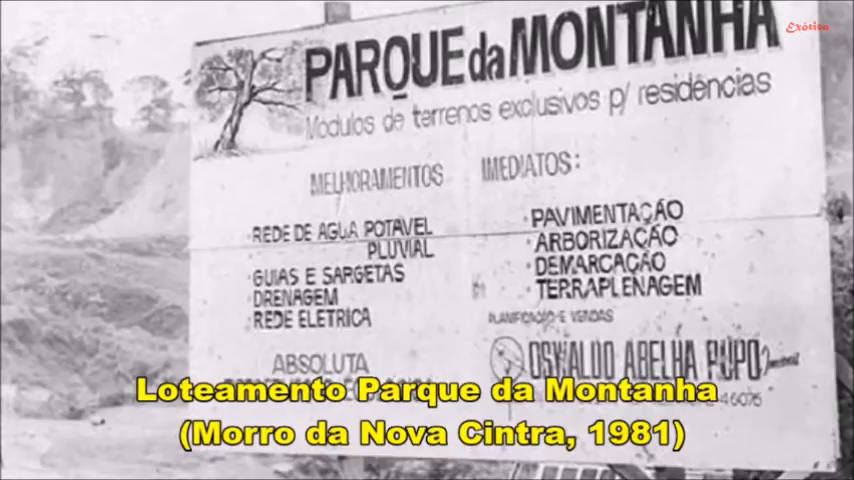 Exótica
PARQUE da MONTANHA
Módulos de terrenos exclusivos p/ residências
MELHORAMENTOS IMEDIATOS:
· REDE DE AGUA POTAVEL
PLUVIAL
· GUIAS E SARGETAS
· DRENAGEM
· REDE ELETRICA
· PAVIMENTAÇÃO
· ARBORIZAÇÃO
· DEMARCAÇÃO
· TERRAPLENAGEM
PLANIFICAÇÃO E VENDAS
OSWALDO ABELHA PUPO
ABSOLUTA
Loteamento Parque da Montanha
(Morro da Nova Cintra, 1981)